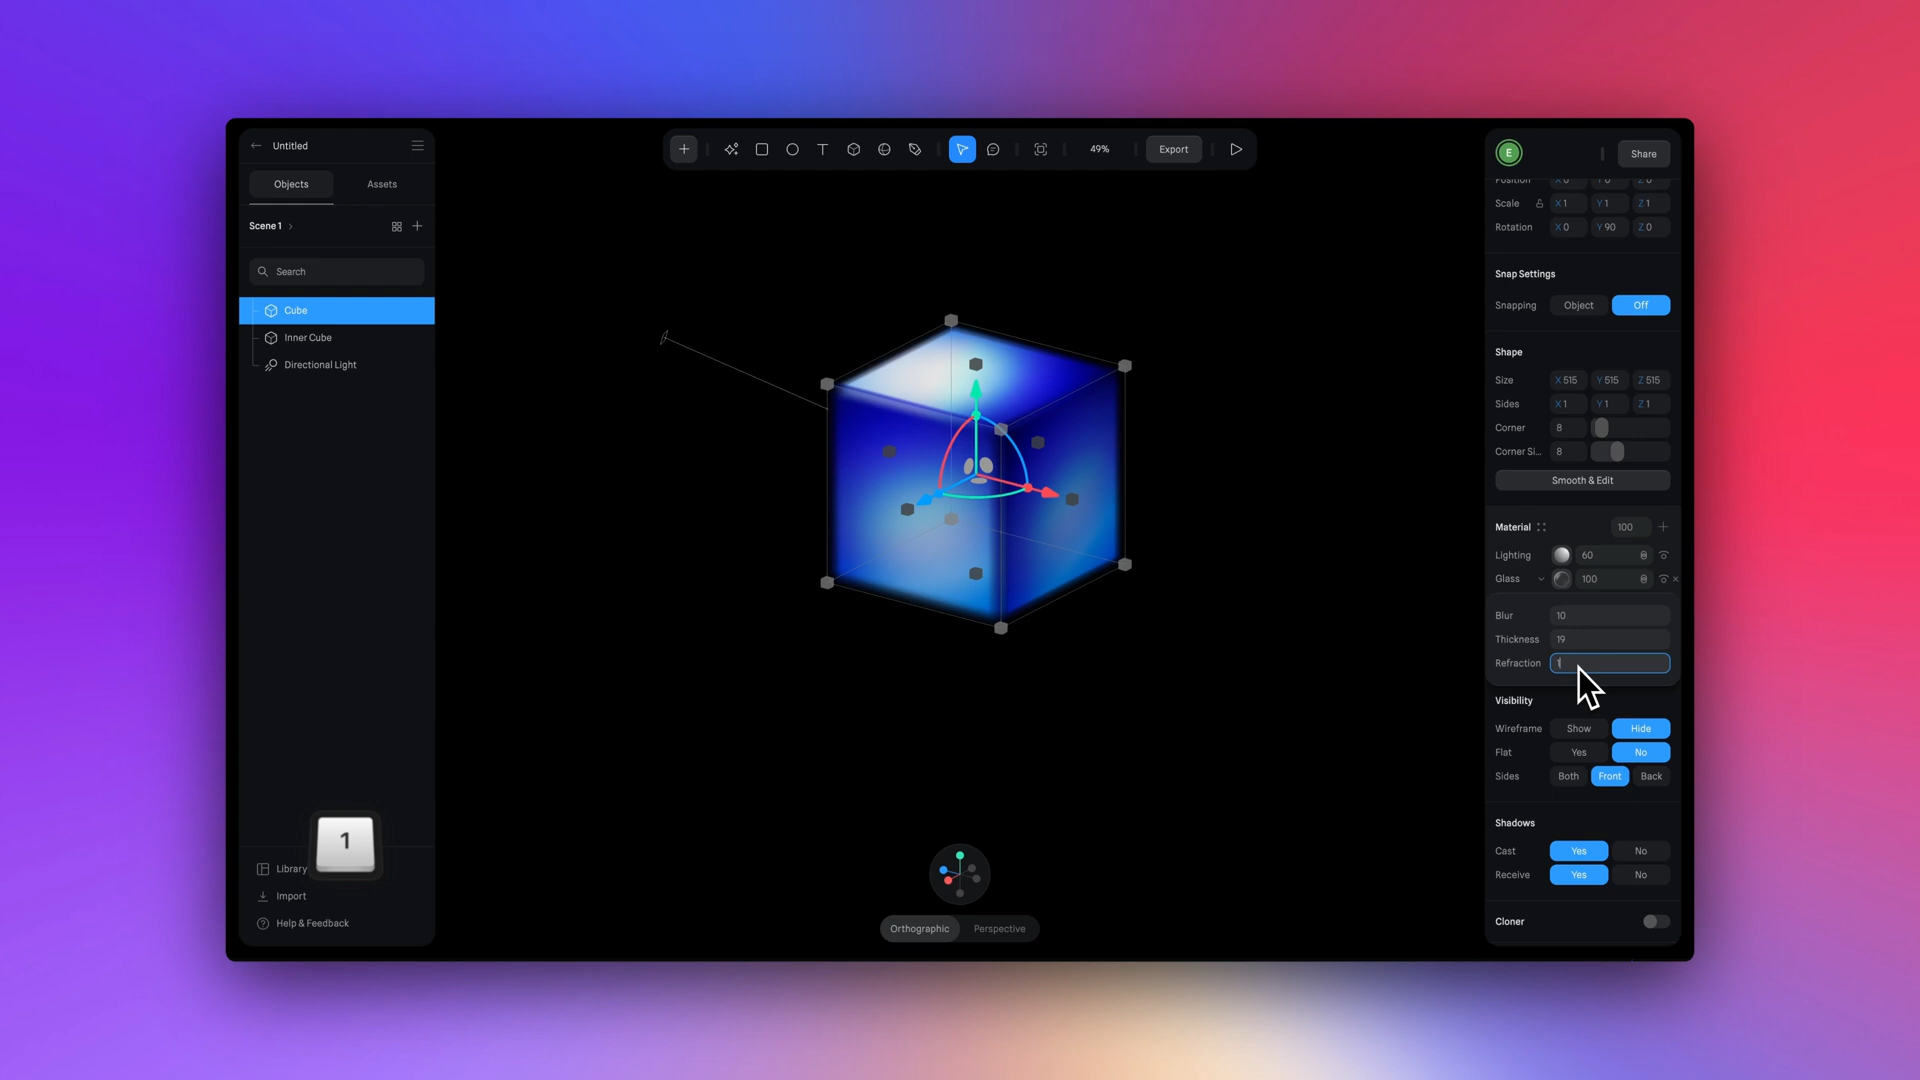 Untitled
Objects
Assets
Scene 1
Search
Cube
Inner Cube
Directional Light
1
Library
Import
Help & Feedback
T
49%
Export
Orthographic
Perspective
E
Share
Position X 0 Y 0 Z 0
Scale X 1 Y 1 Z 1
Rotation X 0 Y 90 Z 0
Snap Settings
Snapping Object Off
Shape
Size X 515 Y 515 Z 515
Sides X 1 Y 1 Z 1
Corner 8
Corner Si... 8
Smooth & Edit
Material 100
Lighting 60
Glass 100
Blur 10
Thickness 19
Refraction 1
Visibility
Wireframe Show Hide
Flat Yes No
Sides Both Front Back
Shadows
Cast Yes No
Receive Yes No
Cloner